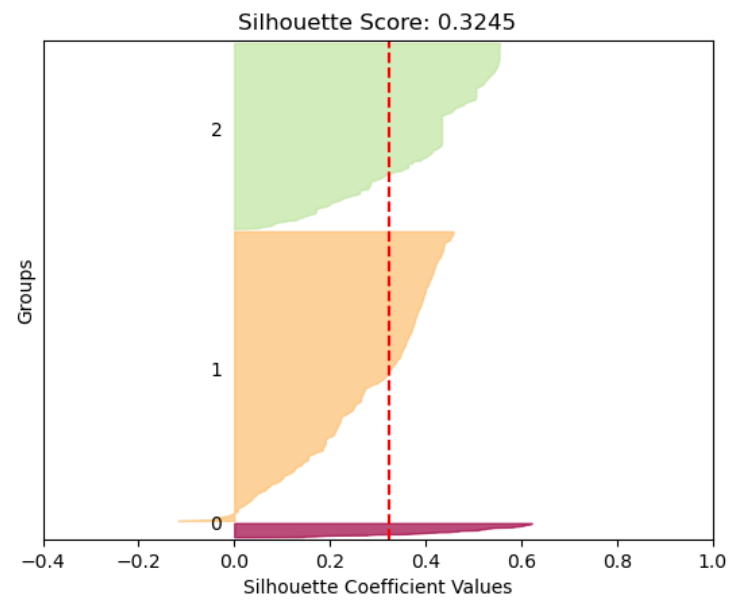 Silhouette Score: 0.3245
2
1
0
Groups
−0.4 −0.2 0.0 0.2 0.4 0.6 0.8 1.0
Silhouette Coefficient Values